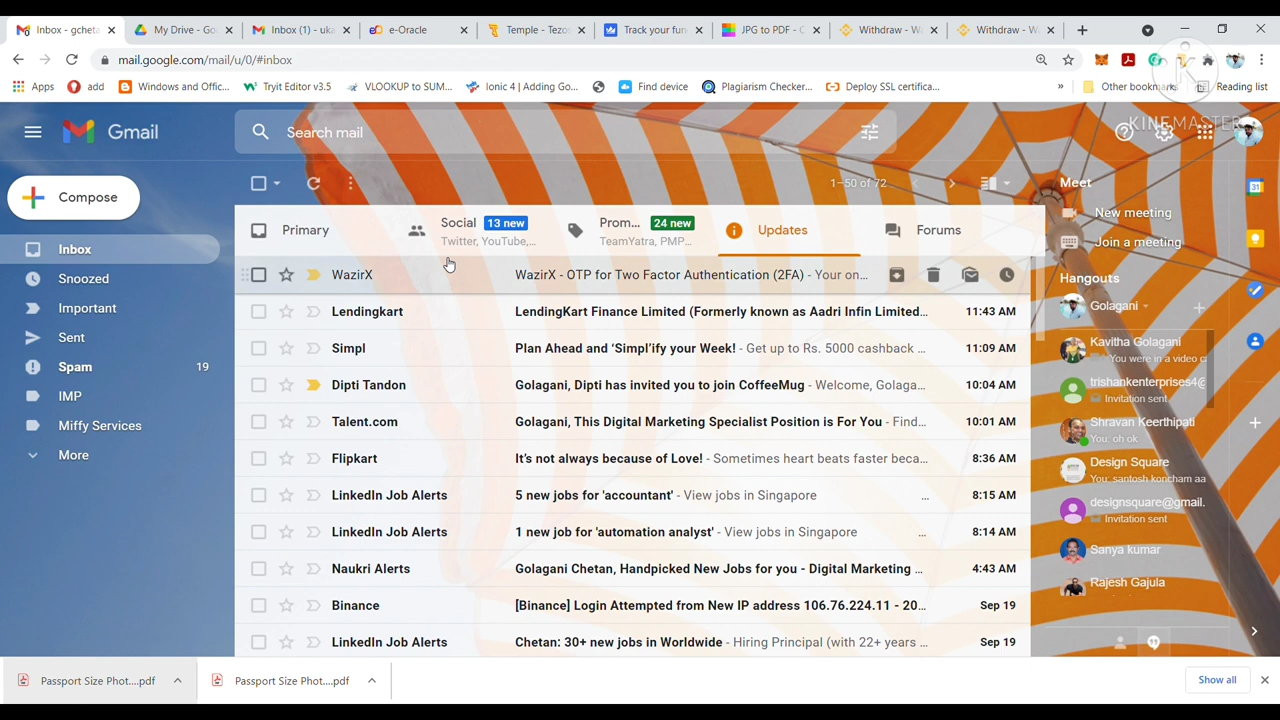 Inbox - gcheta
My Drive - Go
Inbox (1) - uka
e-Oracle
Temple - Tezos
Track your fun
JPG to PDF - C
Withdraw - Wa
Withdraw - Wa
mail.google.com/mail/u/0/#inbox
Apps
add
Windows and Offic...
Tryit Editor v3.5
VLOOKUP to SUM...
Ionic 4 | Adding Go...
Find device
Plagiarism Checker...
Deploy SSL certifica...
»
Other bookmarks
Reading list
KINEMASTER
Gmail
Search mail
Compose
1–50 of 72
Inbox
Snoozed
Important
Sent
Spam 19
IMP
Miffy Services
More
Primary
Social 13 new
Twitter, YouTube,...
Prom... 24 new
TeamYatra, PMP...
Updates
Forums
WazirX WazirX - OTP for Two Factor Authentication (2FA) - Your on...
Lendingkart LendingKart Finance Limited (Formerly known as Aadri Infin Limited... 11:43 AM
Simpl Plan Ahead and ‘Simpl’ify your Week! - Get up to Rs. 5000 cashback ... 11:09 AM
Dipti Tandon Golagani, Dipti has invited you to join CoffeeMug - Welcome, Golaga... 10:04 AM
Talent.com Golagani, This Digital Marketing Specialist Position is For You - Find... 10:01 AM
Flipkart It’s not always because of Love! - Sometimes heart beats faster beca... 8:36 AM
LinkedIn Job Alerts 5 new jobs for 'accountant' - View jobs in Singapore ... 8:15 AM
LinkedIn Job Alerts 1 new job for 'automation analyst' - View jobs in Singapore ... 8:14 AM
Naukri Alerts Golagani Chetan, Handpicked New Jobs for you - Digital Marketing ... 4:43 AM
Binance [Binance] Login Attempted from New IP address 106.76.224.11 - 20... Sep 19
LinkedIn Job Alerts Chetan: 30+ new jobs in Worldwide - Hiring Principal (with 22+ years ... Sep 19
Meet
New meeting
Join a meeting
Hangouts
Golagani
Kavitha Golagani
You were in a video c
trishankenterprises4@
Invitation sent
Shravan Keerthipati
You: oh ok
Design Square
You: santosh koncham aa
designsquare@gmail.
Invitation sent
Sanya kumar
Rajesh Gajula
31
Passport Size Phot....pdf
Passport Size Phot....pdf
Show all